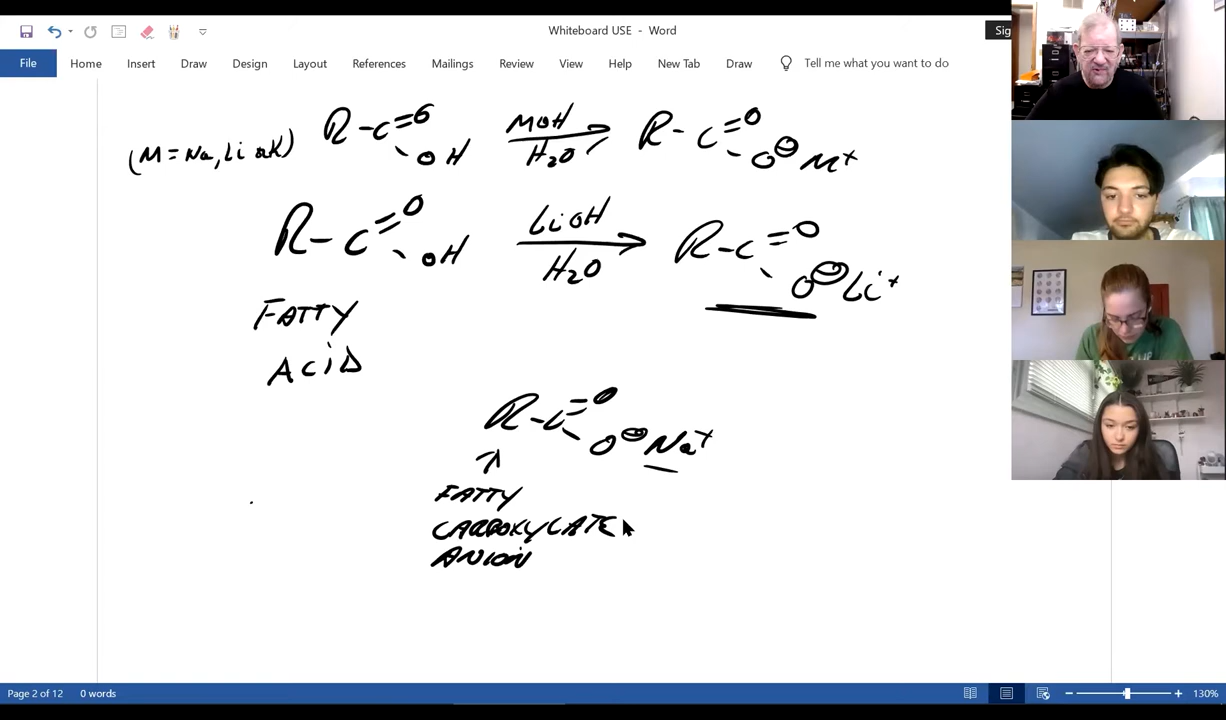 Whiteboard USE - Word
Sig
File Home Insert Draw Design Layout References Mailings Review View Help New Tab Draw Tell me what you want to do
(M = Na, Li or K) R-C=O OH MOH H2O R-C=O O⊖ M+
R-C=O OH LiOH H2O R-C=O O⊖ Li+
FATTY
ACID
R-C=O O⊖ Na+
FATTY
CARBOXYLATE
ANION
Page 2 of 12 0 words 130%